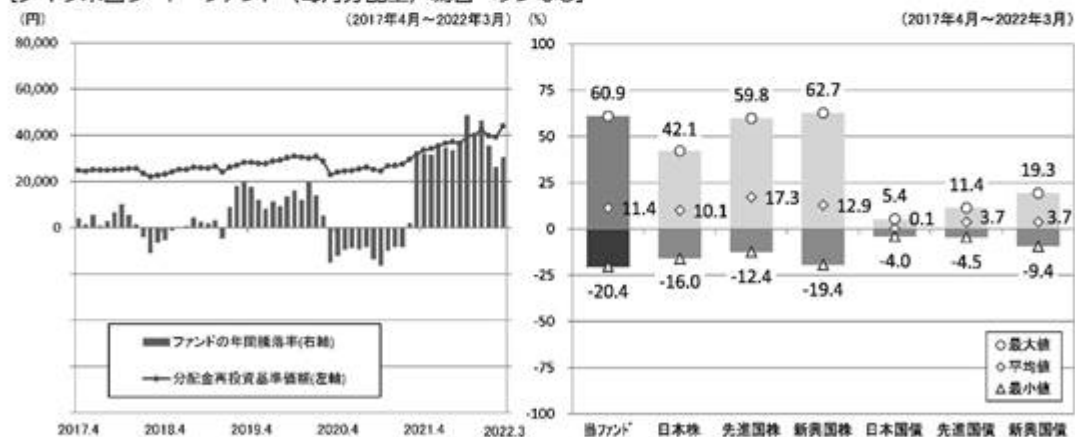 (円) (2017年4月～2022年3月) (%) (2017年4月～2022年3月)
80,000
60,000
40,000
20,000
0
100
75
50
25
0
-25
-50
-75
-100
ファンドの年間騰落率(右軸)
分配金再投資基準価額(左軸)
2017.4 2018.4 2019.4 2020.4 2021.4 2022.3
60.9 42.1 59.8 62.7 5.4 11.4 19.3
11.4 10.1 17.3 12.9 0.1 3.7 3.7
-20.4 -16.0 -12.4 -19.4 -4.0 -4.5 -9.4
最大値
平均値
最小値
当ファンド 日本株 先進国株 新興国株 日本国債 先進国債 新興国債